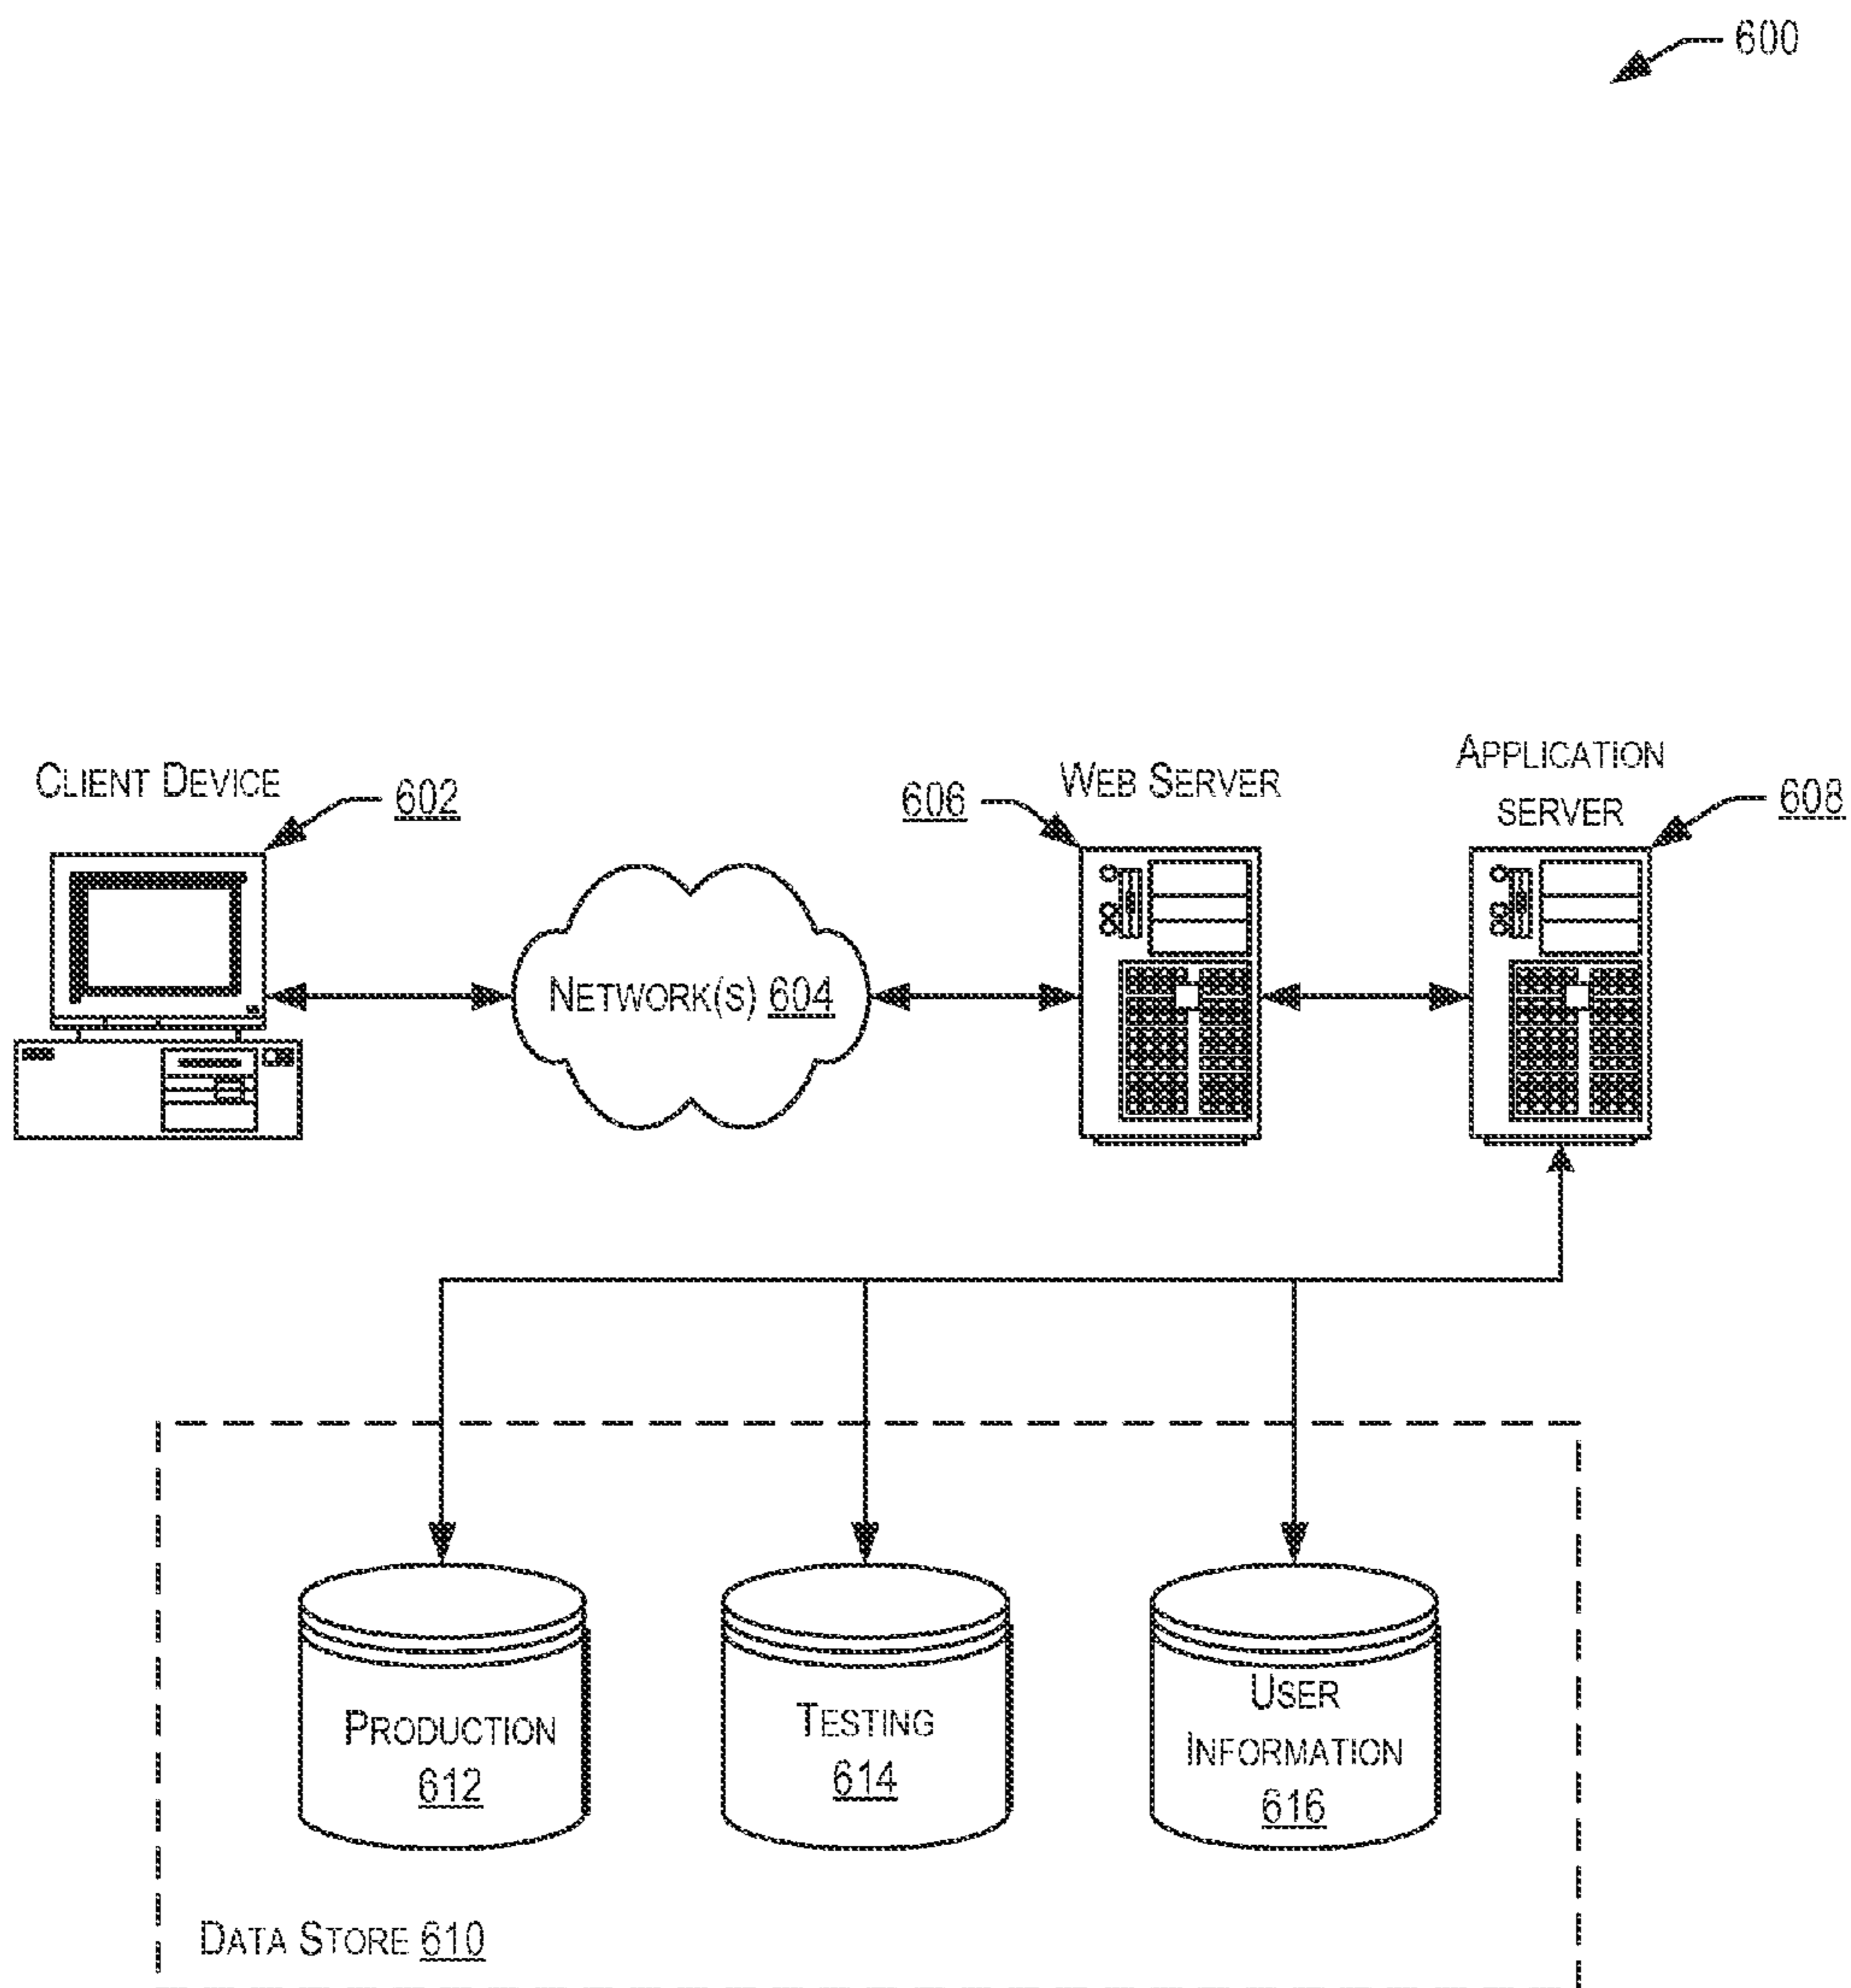 600
CLIENT DEVICE
602
606
WEB SERVER
APPLICATION
SERVER
608
NETWORK(S) 604
PRODUCTION
612
TESTING
614
USER
INFORMATION
616
DATA STORE 610